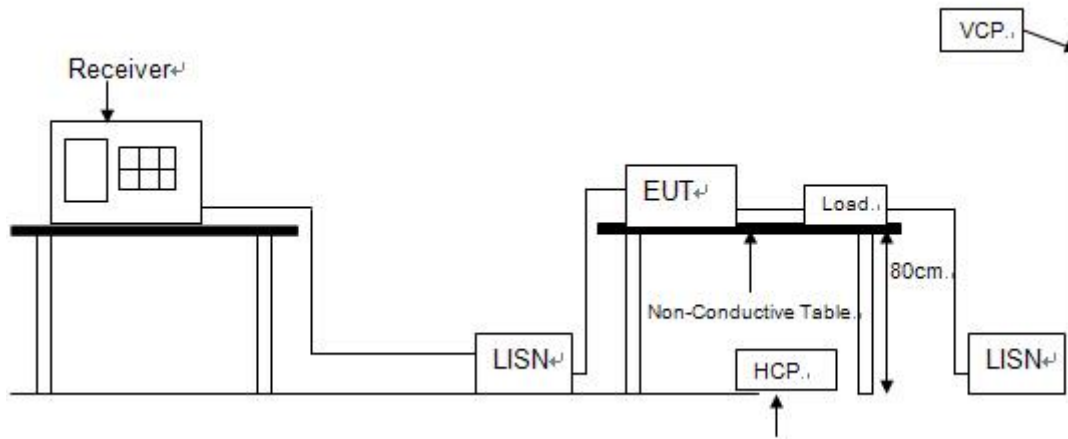 VCP.
Receiver
EUT
Load.
80cm.
Non-Conductive Table.
LISN
HCP.
LISN